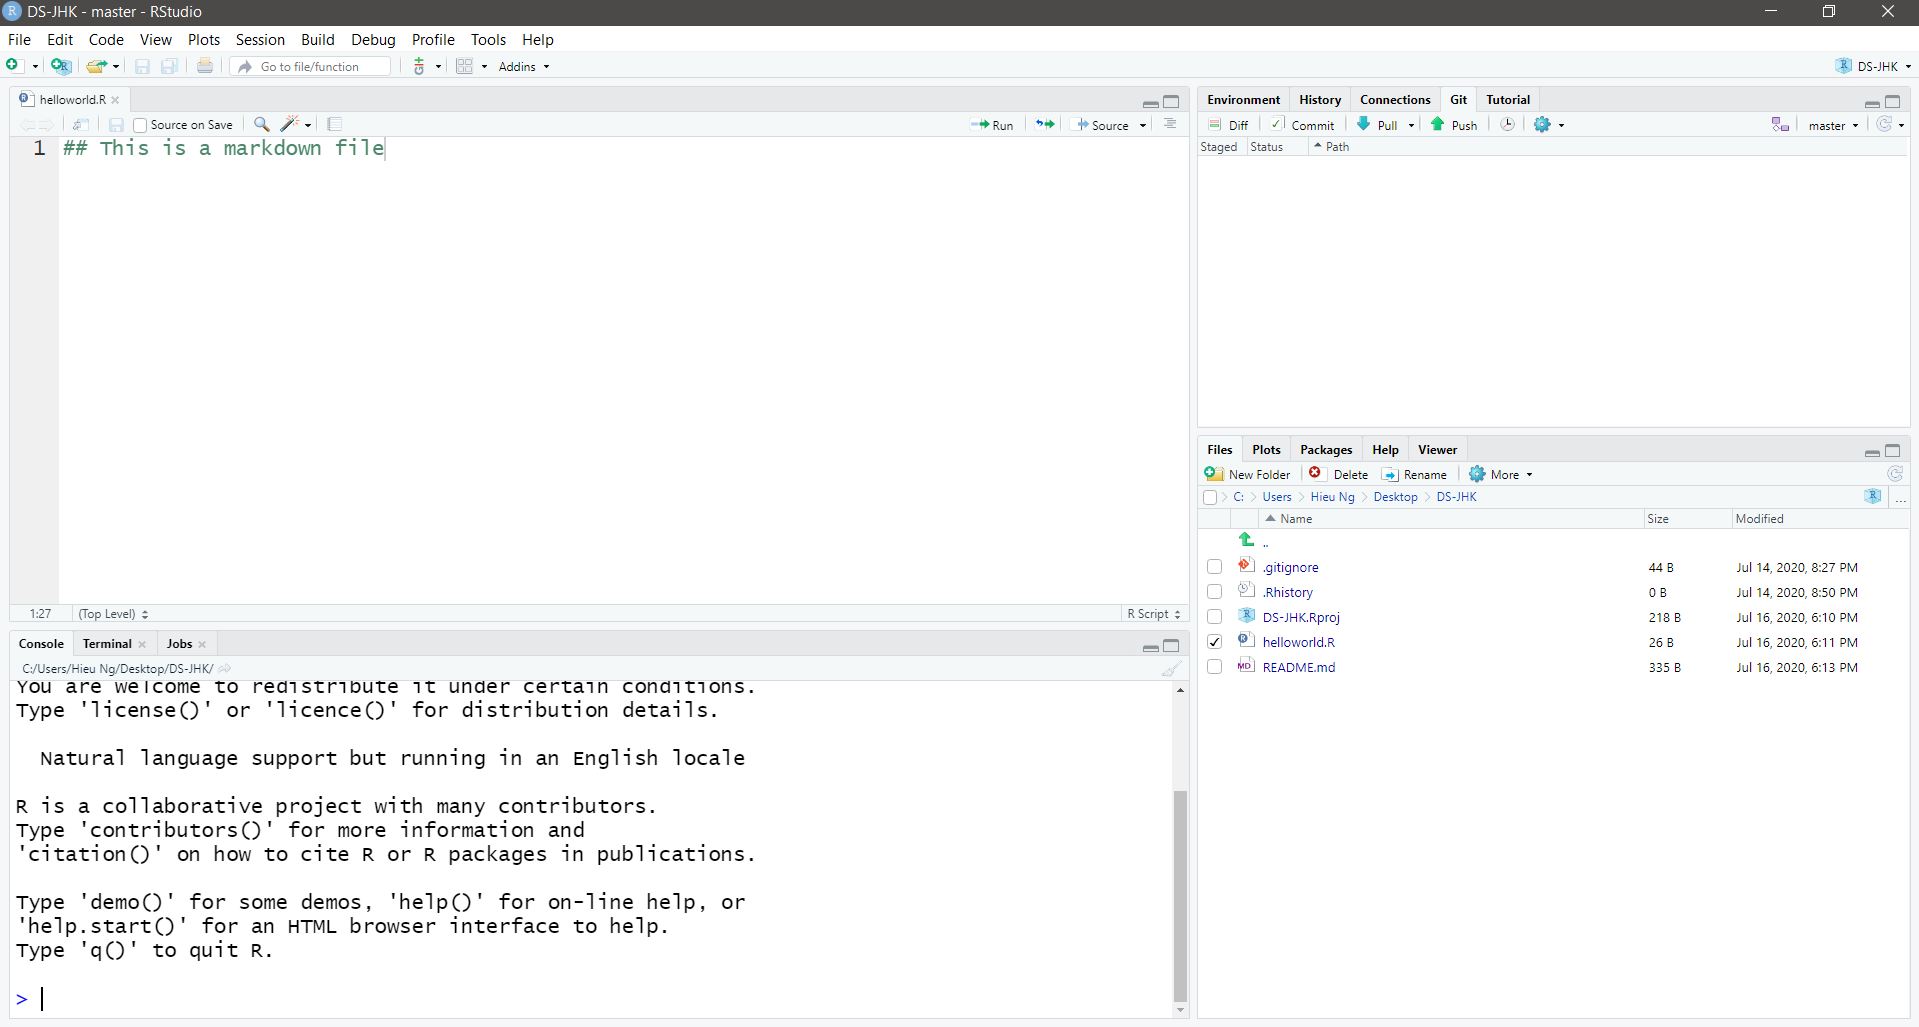 DS-JHK - master - RStudio
File Edit Code View Plots Session Build Debug Profile Tools Help
Go to file/function Addins DS-JHK
helloworld.R
Source on Save Run Source
1 ## This is a markdown file
1:27 (Top Level) R Script
Console Terminal Jobs
C:/Users/Hieu Ng/Desktop/DS-JHK/
You are welcome to redistribute it under certain conditions.
Type 'license()' or 'licence()' for distribution details.
Natural language support but running in an English locale
R is a collaborative project with many contributors.
Type 'contributors()' for more information and
'citation()' on how to cite R or R packages in publications.
Type 'demo()' for some demos, 'help()' for on-line help, or
'help.start()' for an HTML browser interface to help.
Type 'q()' to quit R.
>
Environment History Connections Git Tutorial
Diff Commit Pull Push master
Staged Status Path
Files Plots Packages Help Viewer
New Folder Delete Rename More
C: Users Hieu Ng Desktop DS-JHK ...
Name Size Modified
..
.gitignore 44 B Jul 14, 2020, 8:27 PM
.Rhistory 0 B Jul 14, 2020, 8:50 PM
DS-JHK.Rproj 218 B Jul 16, 2020, 6:10 PM
helloworld.R 26 B Jul 16, 2020, 6:11 PM
README.md 335 B Jul 16, 2020, 6:13 PM